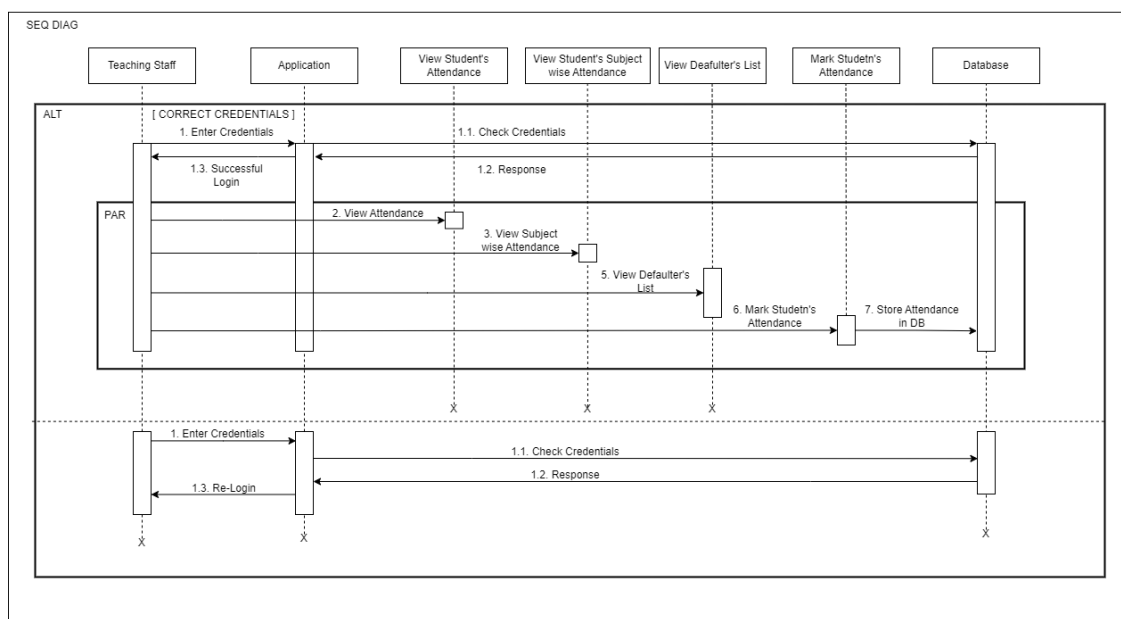 SEQ DIAG
Teaching Staff
Application
View Student's
Attendance
View Student's Subject
wise Attendance
View Deafulter's List
Mark Studetn's
Attendance
Database
ALT
[ CORRECT CREDENTIALS ]
1. Enter Credentials
1.1. Check Credentials
1.3. Successful
Login
1.2. Response
PAR
2. View Attendance
3. View Subject
wise Attendance
5. View Defaulter's
List
6. Mark Studetn's
Attendance
7. Store Attendance
in DB
X
X
X
1. Enter Credentials
1.1. Check Credentials
1.2. Response
1.3. Re-Login
X
X
X